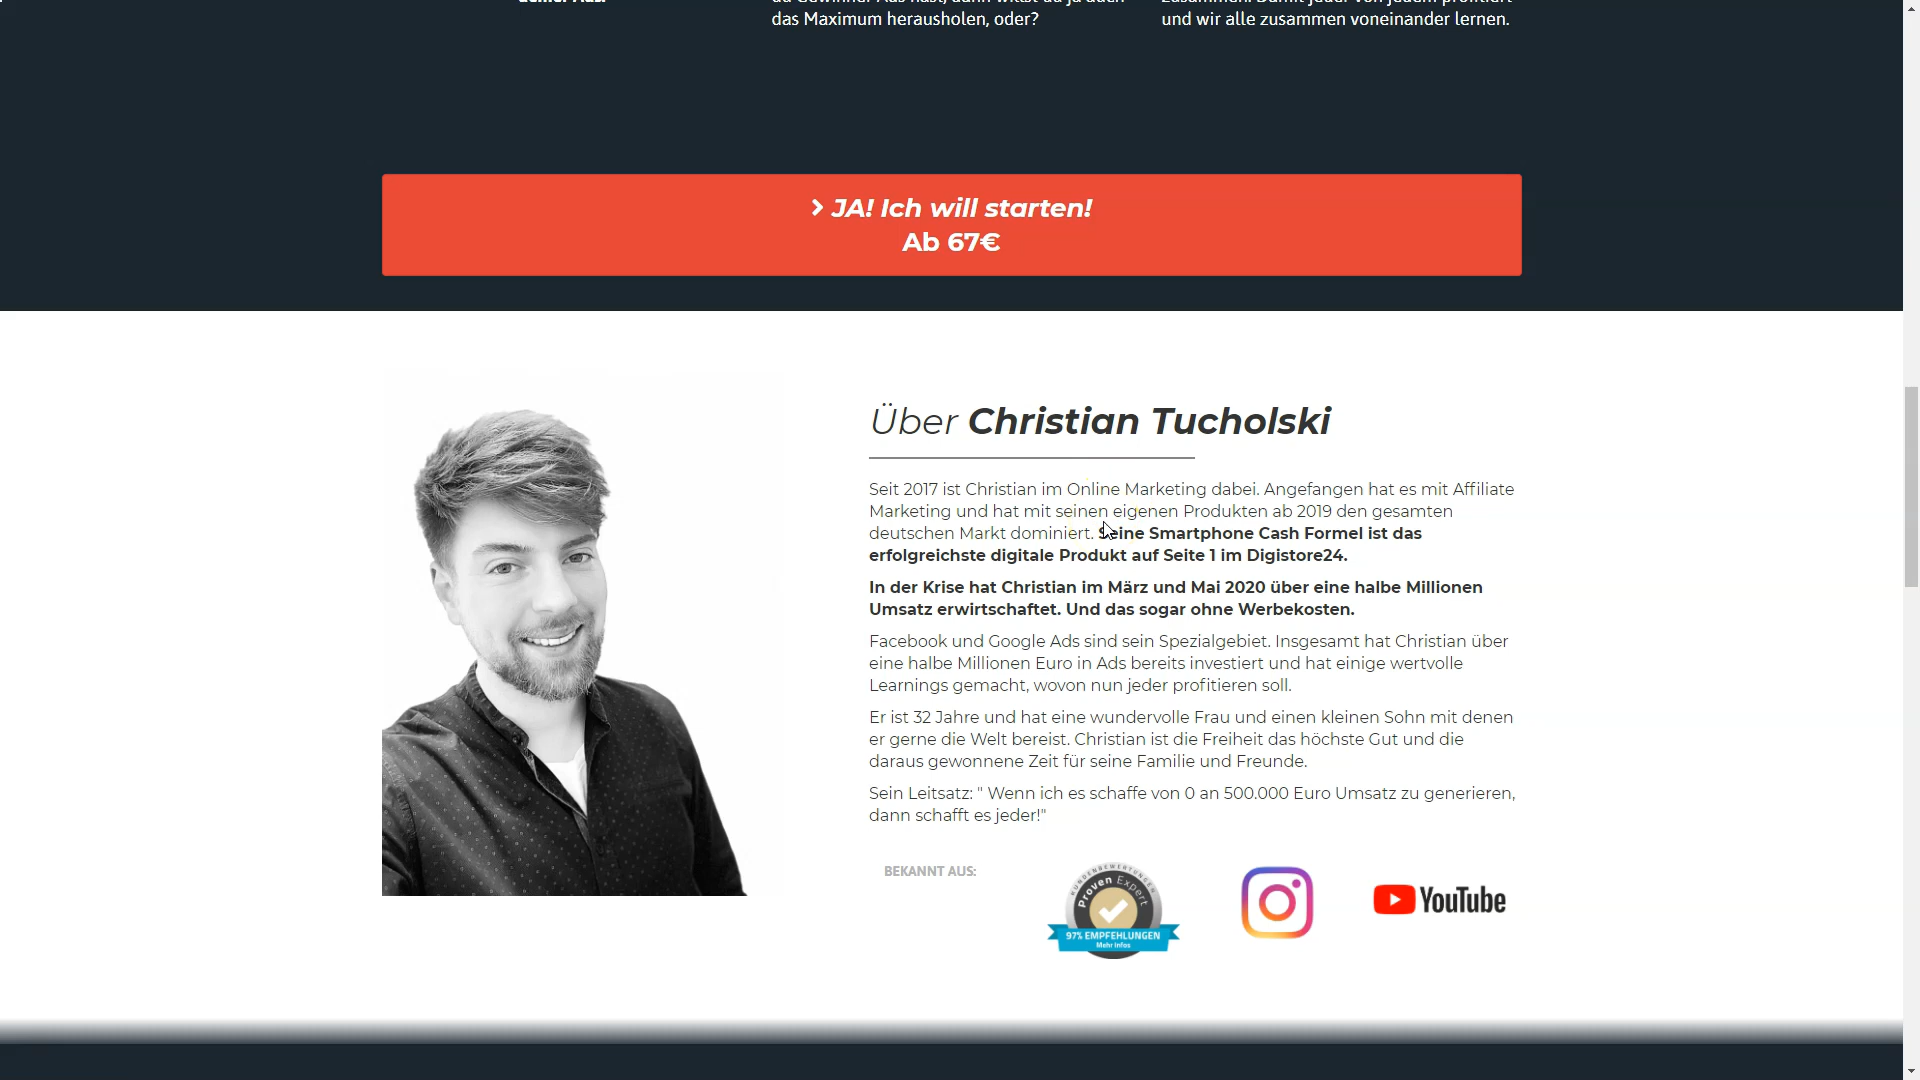 das Maximum herausholen, oder?
und wir alle zusammen voneinander lernen.
> JA! Ich will starten!
Ab 67€
Über Christian Tucholski
Seit 2017 ist Christian im Online Marketing dabei. Angefangen hat es mit Affiliate
Marketing und hat mit seinen eigenen Produkten ab 2019 den gesamten
deutschen Markt dominiert. Seine Smartphone Cash Formel ist das
erfolgreichste digitale Produkt auf Seite 1 im Digistore24.
In der Krise hat Christian im März und Mai 2020 über eine halbe Millionen
Umsatz erwirtschaftet. Und das sogar ohne Werbekosten.
Facebook und Google Ads sind sein Spezialgebiet. Insgesamt hat Christian über
eine halbe Millionen Euro in Ads bereits investiert und hat einige wertvolle
Learnings gemacht, wovon nun jeder profitieren soll.
Er ist 32 Jahre und hat eine wundervolle Frau und einen kleinen Sohn mit denen
er gerne die Welt bereist. Christian ist die Freiheit das höchste Gut und die
daraus gewonnene Zeit für seine Familie und Freunde.
Sein Leitsatz: " Wenn ich es schaffe von 0 an 500.000 Euro Umsatz zu generieren,
dann schafft es jeder!"
BEKANNT AUS:
KUNDENBEWERTUNGEN
Proven Expert
97% EMPFEHLUNGEN
Mehr Infos
YouTube